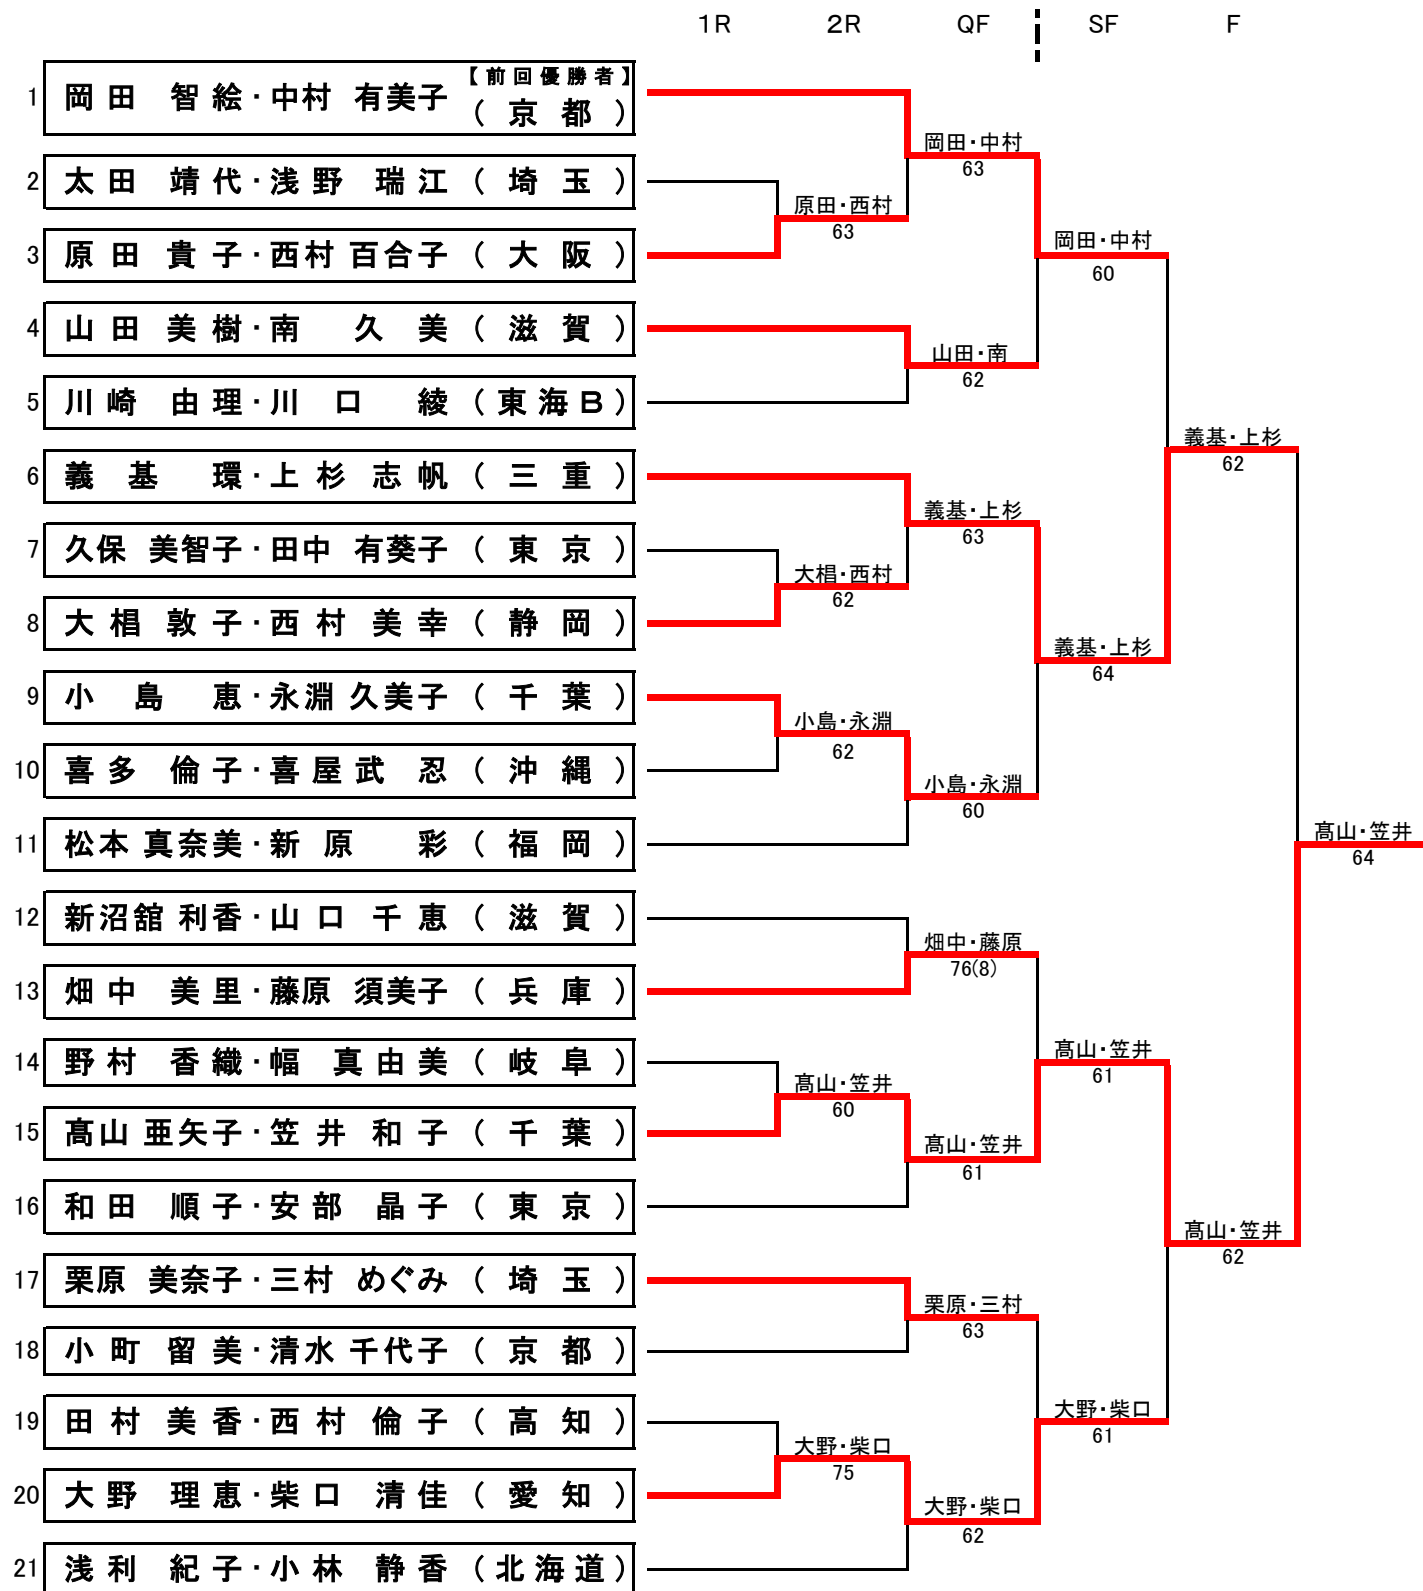 1R 2R QF SF F
【前回優勝者】
1 岡田 智絵・中村 有美子 (京都)
岡田・中村
63
2 太田 靖代・浅野 瑞江 (埼玉)
原田・西村
63
3 原田 貴子・西村 百合子 (大阪)
岡田・中村
60
4 山田 美樹・南 久美 (滋賀)
山田・南
62
5 川崎 由理・川口 綾 (東海B)
義基・上杉
62
6 義基 環・上杉 志帆 (三重)
義基・上杉
63
7 久保 美智子・田中 有葵子 (東京)
大椙・西村
62
8 大椙 敦子・西村 美幸 (静岡)
義基・上杉
64
9 小島 恵・永淵 久美子 (千葉)
小島・永淵
62
10 喜多 倫子・喜屋武 忍 (沖縄)
小島・永淵
60
11 松本 真奈美・新原 彩 (福岡)
髙山・笠井
64
12 新沼舘 利香・山口 千恵 (滋賀)
畑中・藤原
76(8)
13 畑中 美里・藤原 須美子 (兵庫)
14 野村 香織・幅 真由美 (岐阜)
髙山・笠井
61
髙山・笠井
60
15 髙山 亜矢子・笠井 和子 (千葉)
髙山・笠井
61
16 和田 順子・安部 晶子 (東京)
髙山・笠井
62
17 栗原 美奈子・三村 めぐみ (埼玉)
栗原・三村
63
18 小町 留美・清水 千代子 (京都)
19 田村 美香・西村 倫子 (高知)
大野・柴口
61
大野・柴口
75
20 大野 理恵・柴口 清佳 (愛知)
大野・柴口
62
21 浅利 紀子・小林 静香 (北海道)